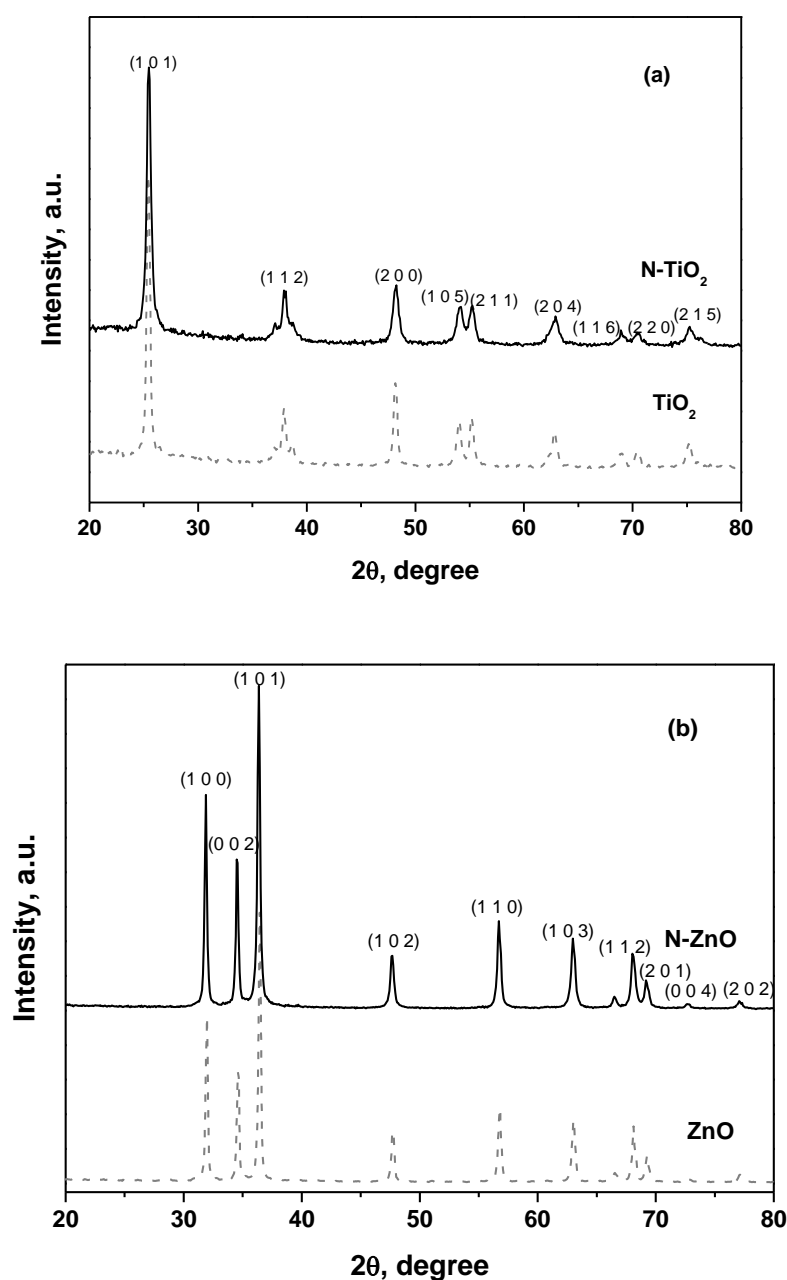 (1 0 1)
(a)
(1 1 2)
(2 0 0)
N-TiO₂
(1 0 5)
(2 1 1)
(2 0 4)
(1 1 6)
(2 2 0)
(2 1 5)
TiO₂
Intensity, a.u.
20 30 40 50 60 70 80
2θ, degree
(1 0 1)
(b)
(1 0 0)
(0 0 2)
(1 0 2)
(1 1 0)
(1 0 3)
(1 1 2)
N-ZnO
(2 0 1)
(0 0 4)
(2 0 2)
ZnO
Intensity, a.u.
20 30 40 50 60 70 80
2θ, degree